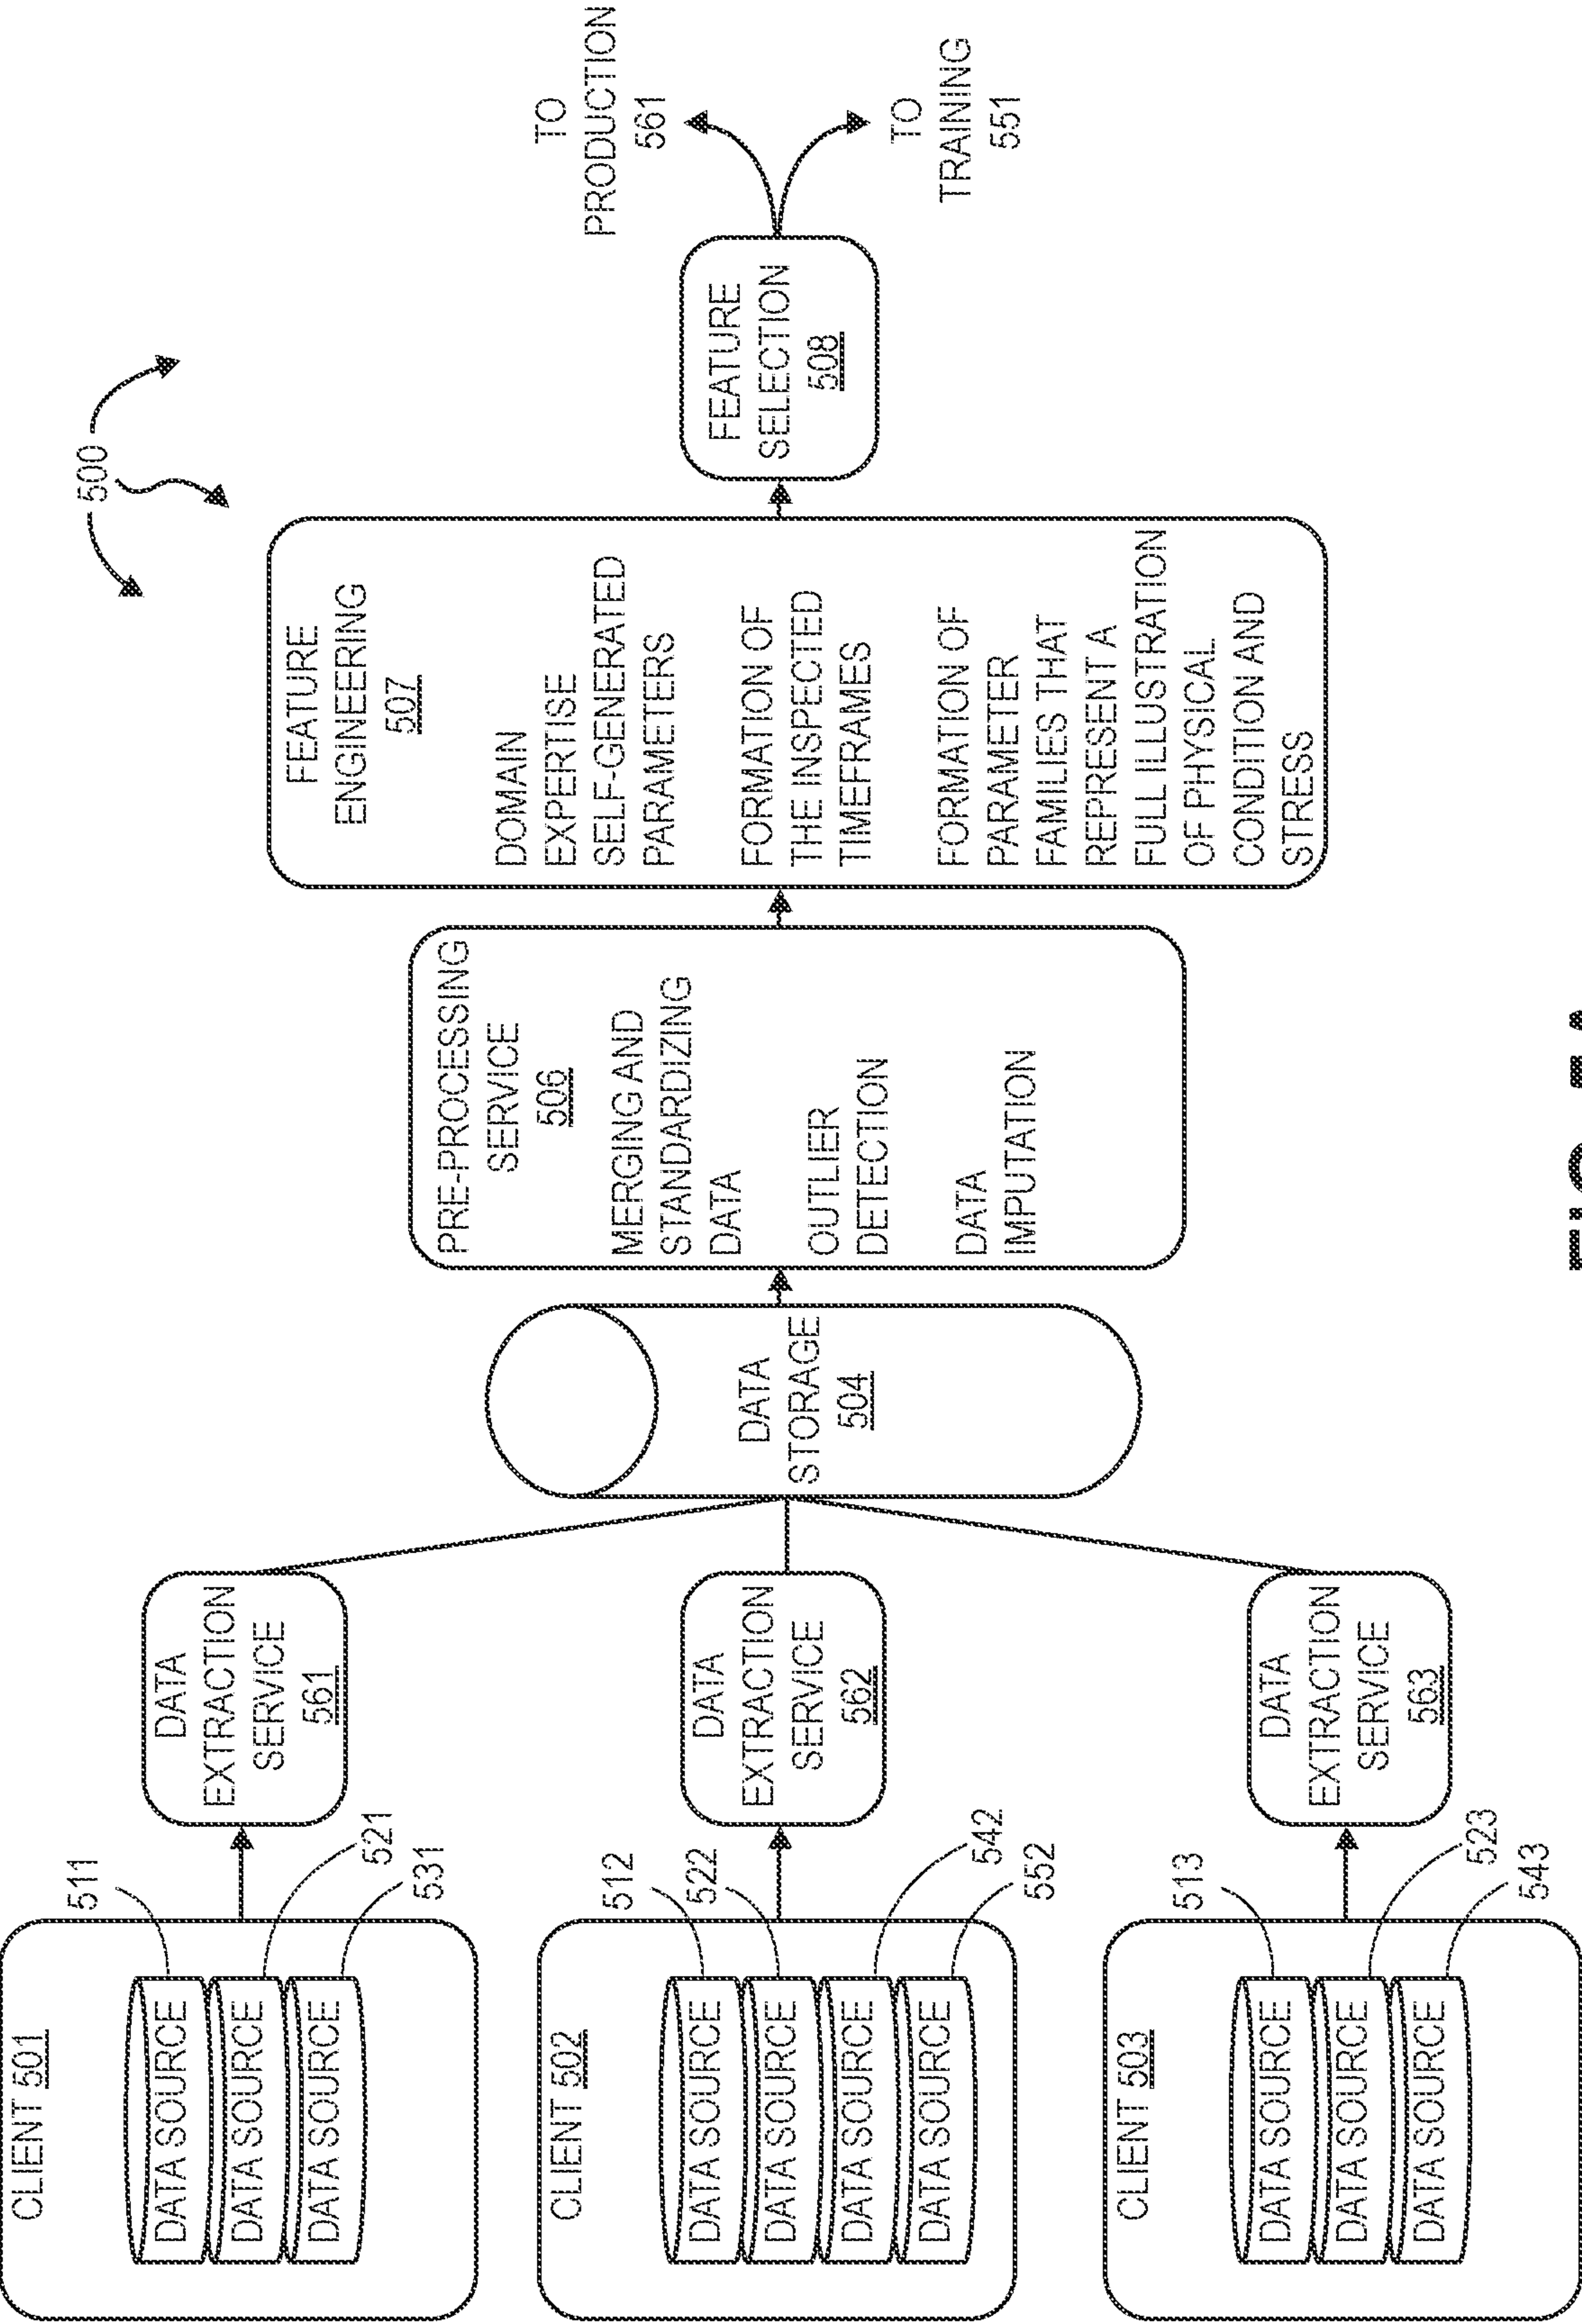 500
CLIENT 501
DATA SOURCE
DATA SOURCE
DATA SOURCE
511
521
531
DATA
EXTRACTION
SERVICE
561
CLIENT 502
DATA SOURCE
DATA SOURCE
DATA SOURCE
DATA SOURCE
512
522
542
552
DATA
EXTRACTION
SERVICE
562
CLIENT 503
DATA SOURCE
DATA SOURCE
DATA SOURCE
513
523
543
DATA
EXTRACTION
SERVICE
563
DATA
STORAGE
504
PRE-PROCESSING
SERVICE
506
MERGING AND
STANDARDIZING
DATA
OUTLIER
DETECTION
DATA
IMPUTATION
FEATURE
ENGINEERING
507
DOMAIN
EXPERTISE
SELF-GENERATED
PARAMETERS
FORMATION OF
THE INSPECTED
TIMEFRAMES
FORMATION OF
PARAMETER
FAMILIES THAT
REPRESENT A
FULL ILLUSTRATION
OF PHYSICAL
CONDITION AND
STRESS
FEATURE
SELECTION
508
TO
PRODUCTION
561
TO
TRAINING
551